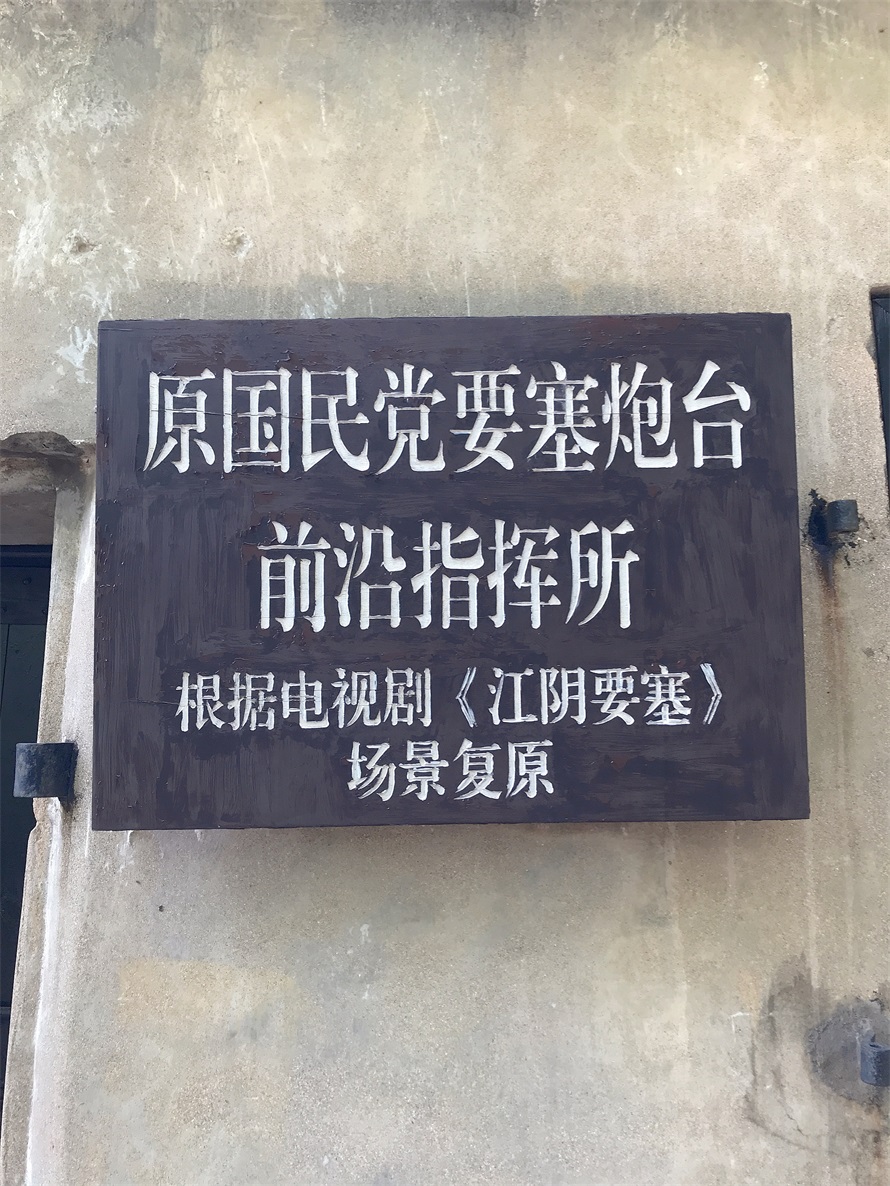 原国民党要塞炮台
前沿指挥所
根据电视剧《江阴要塞》
场景复原